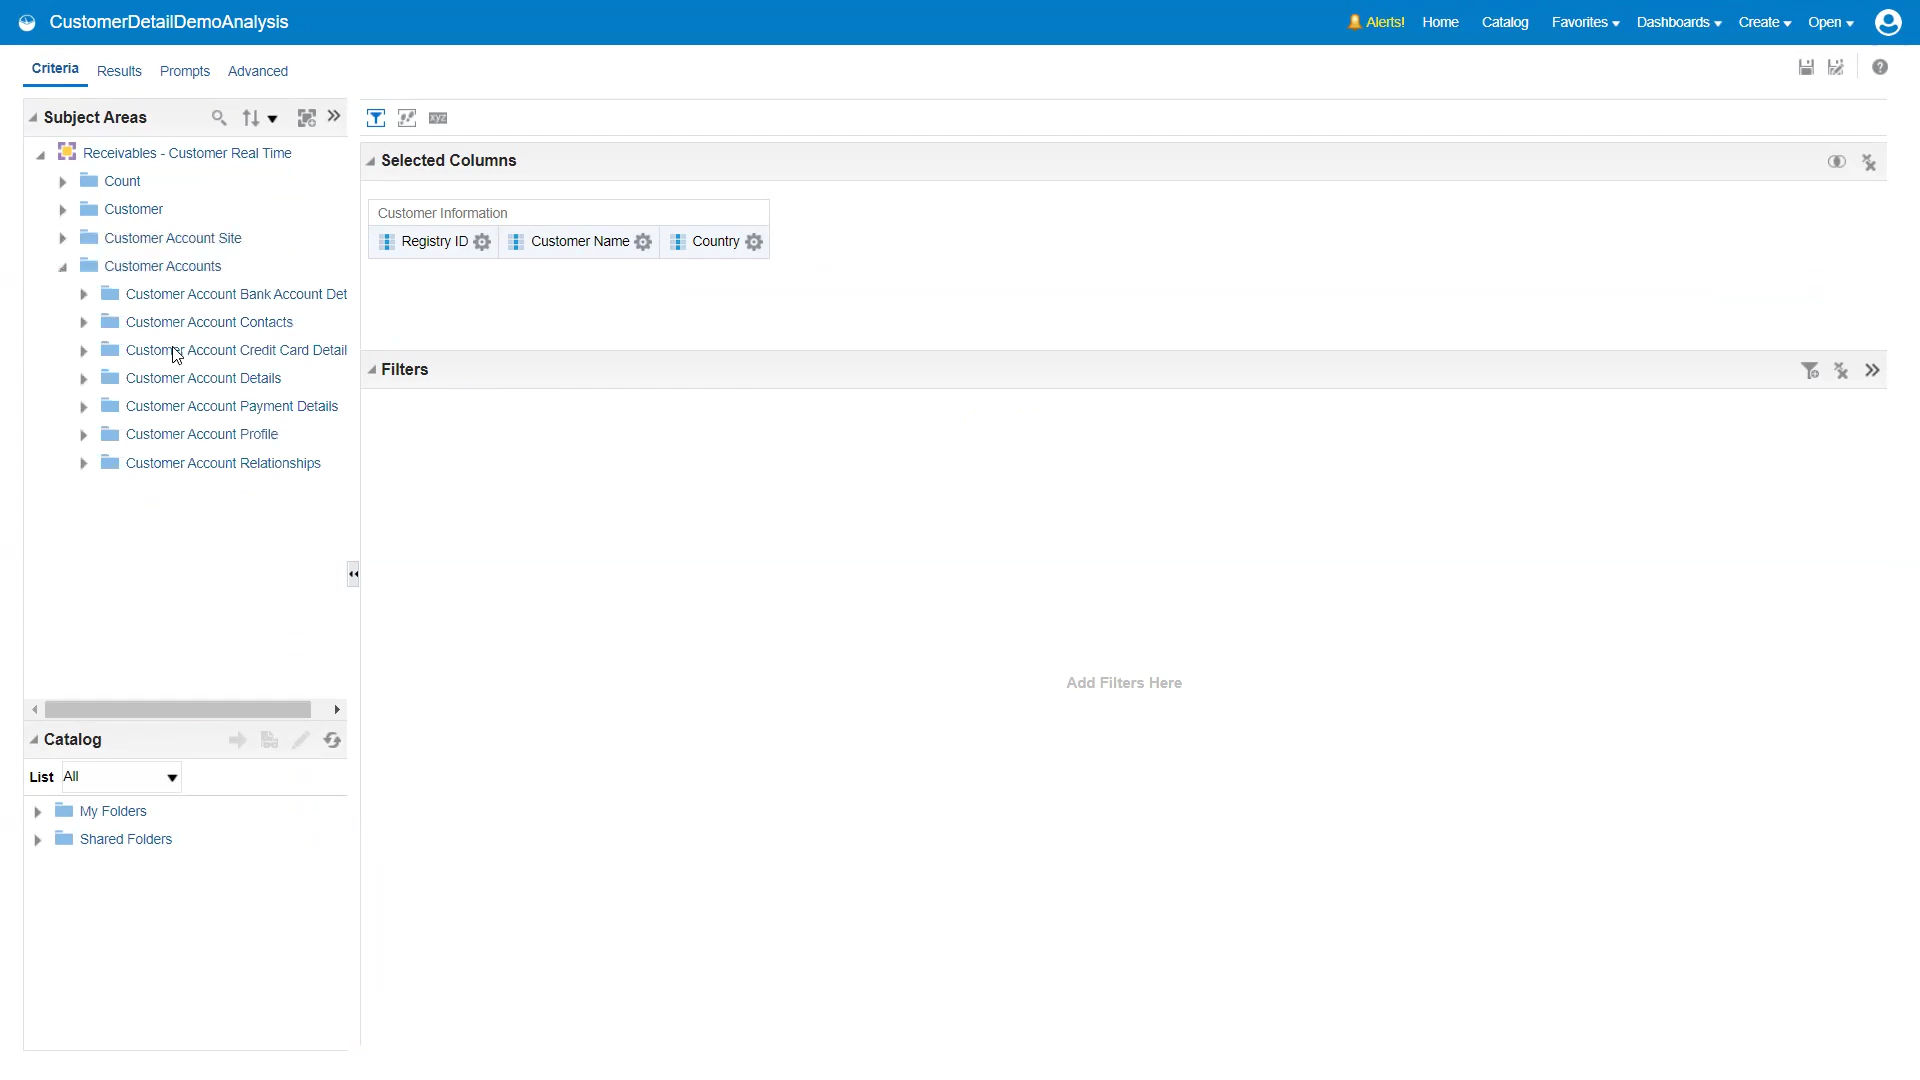 CustomerDetailDemoAnalysis
Alerts! Home Catalog Favorites Dashboards Create Open
Criteria Results Prompts Advanced
Subject Areas
Receivables - Customer Real Time
Count
Customer
Customer Account Site
Customer Accounts
Customer Account Bank Account Det
Customer Account Contacts
Customer Account Credit Card Detail
Customer Account Details
Customer Account Payment Details
Customer Account Profile
Customer Account Relationships
Catalog
List All
My Folders
Shared Folders
xyz
Selected Columns
Customer Information
Registry ID Customer Name Country
Filters
Add Filters Here